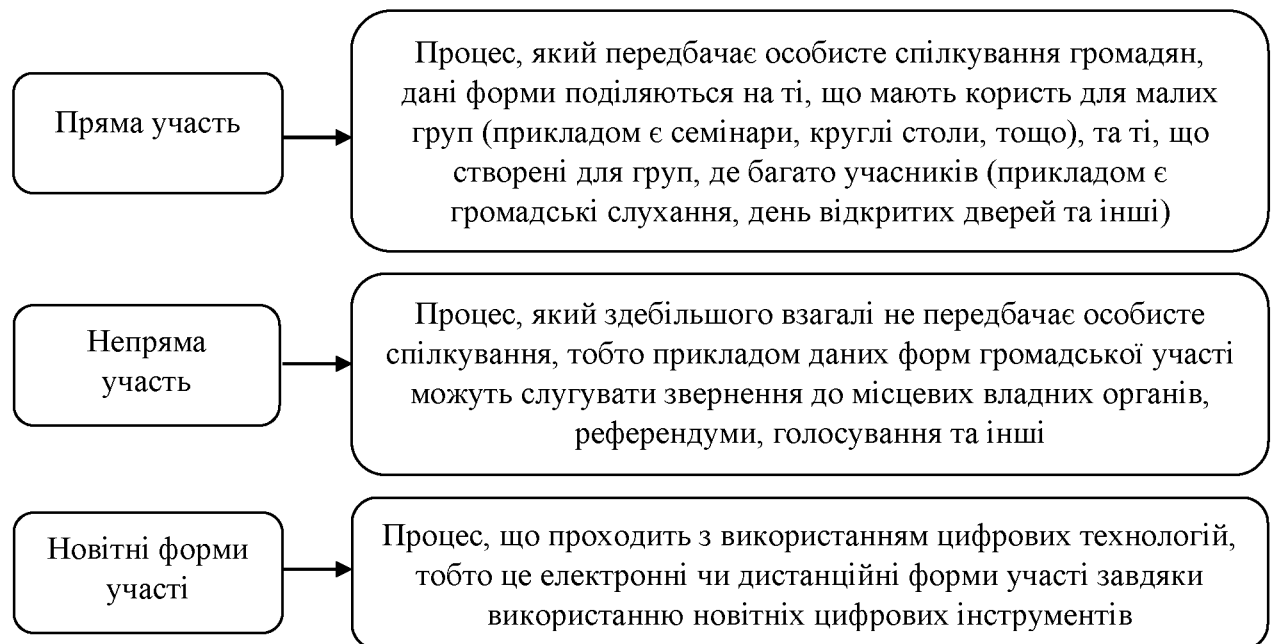 Пряма участь
Процес, який передбачає особисте спілкування громадян,
дані форми поділяються на ті, що мають користь для малих
груп (прикладом є семінари, круглі столи, тощо), та ті, що
створені для груп, де багато учасників (прикладом є
громадські слухання, день відкритих дверей та інші)
Непряма
участь
Процес, який здебільшого взагалі не передбачає особисте
спілкування, тобто прикладом даних форм громадської участі
можуть слугувати звернення до місцевих владних органів,
референдуми, голосування та інші
Новітні форми
участі
Процес, що проходить з використанням цифрових технологій,
тобто це електронні чи дистанційні форми участі завдяки
використанню новітніх цифрових інструментів